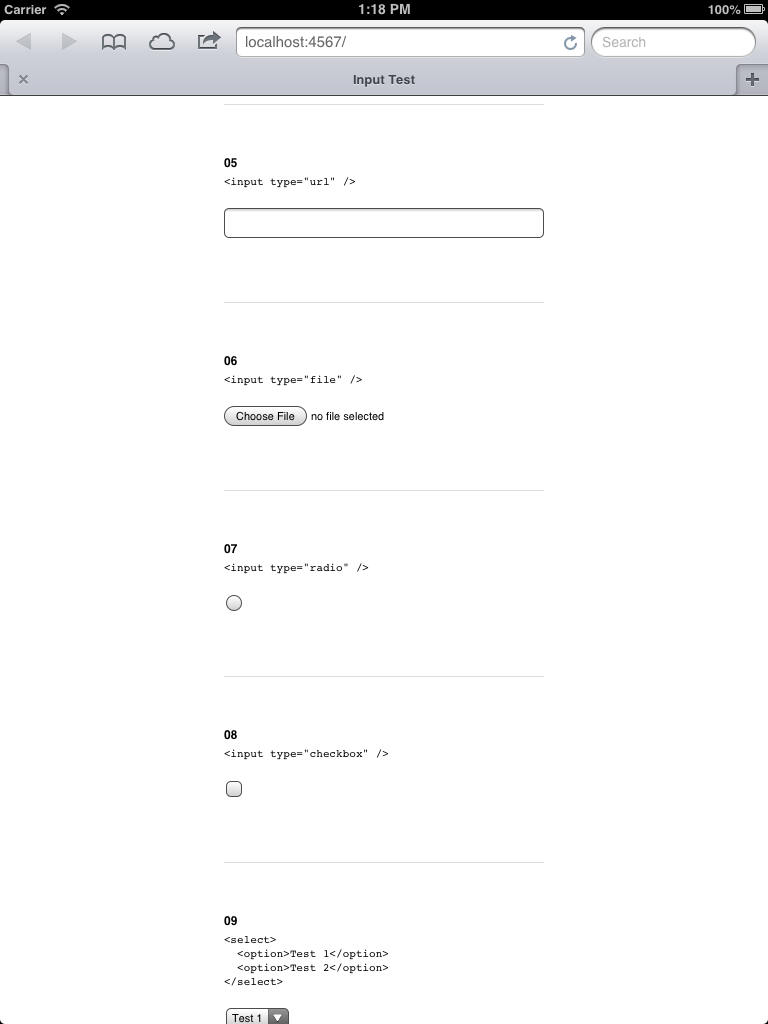 Carrier 1:18 PM 100%
localhost:4567/ Search
Input Test
05
<input type="url" />
06
<input type="file" />
Choose File no file selected
07
<input type="radio" />
08
<input type="checkbox" />
09
<select>
  <option>Test 1</option>
  <option>Test 2</option>
</select>
Test 1